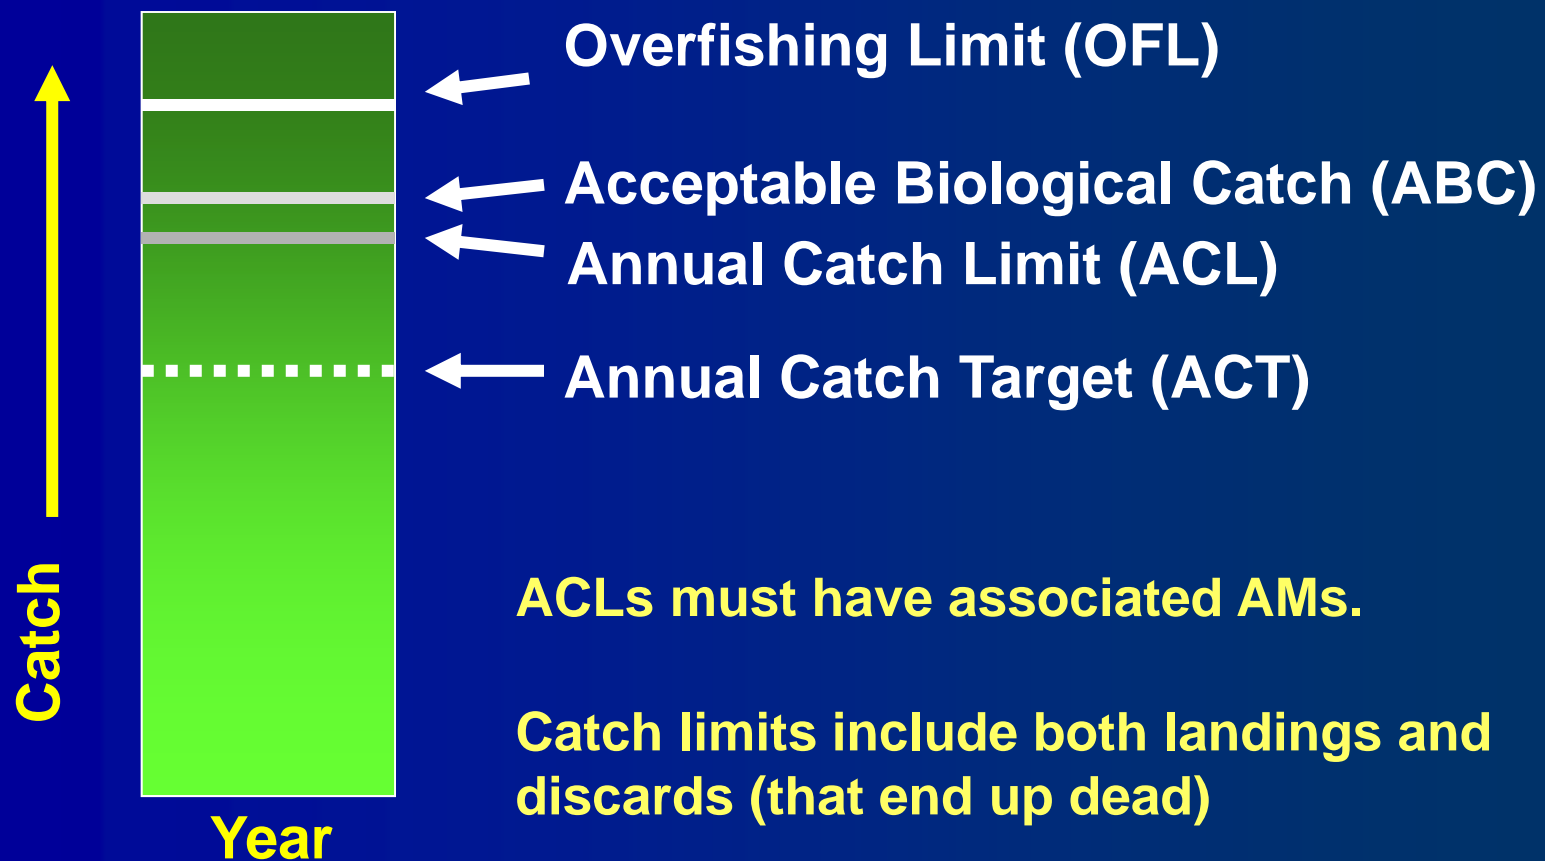 Overfishing Limit (OFL)
Acceptable Biological Catch (ABC)
Annual Catch Limit (ACL)
Annual Catch Target (ACT)
Catch
ACLs must have associated AMs.
Catch limits include both landings and
discards (that end up dead)
Year